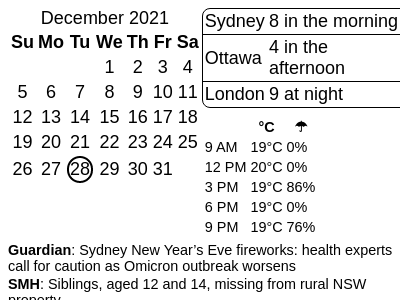 December 2021
Su Mo Tu We Th Fr Sa
1 2 3 4
5 6 7 8 9 10 11
12 13 14 15 16 17 18
19 20 21 22 23 24 25
26 27 28 29 30 31
Sydney 8 in the morning
Ottawa 4 in the
afternoon
London 9 at night
°C ☂
9 AM 19°C 0%
12 PM 20°C 0%
3 PM 19°C 86%
6 PM 19°C 0%
9 PM 19°C 76%
Guardian: Sydney New Year’s Eve fireworks: health experts
call for caution as Omicron outbreak worsens
SMH: Siblings, aged 12 and 14, missing from rural NSW
property